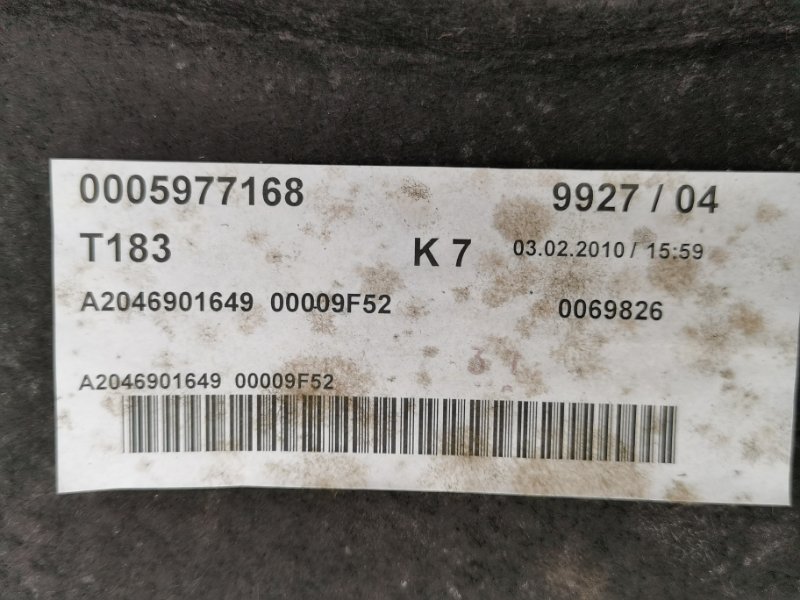 0005977168 9927 / 04
T183 K 7 03.02.2010 / 15:59
A2046901649 00009F52 0069826
A2046901649 00009F52